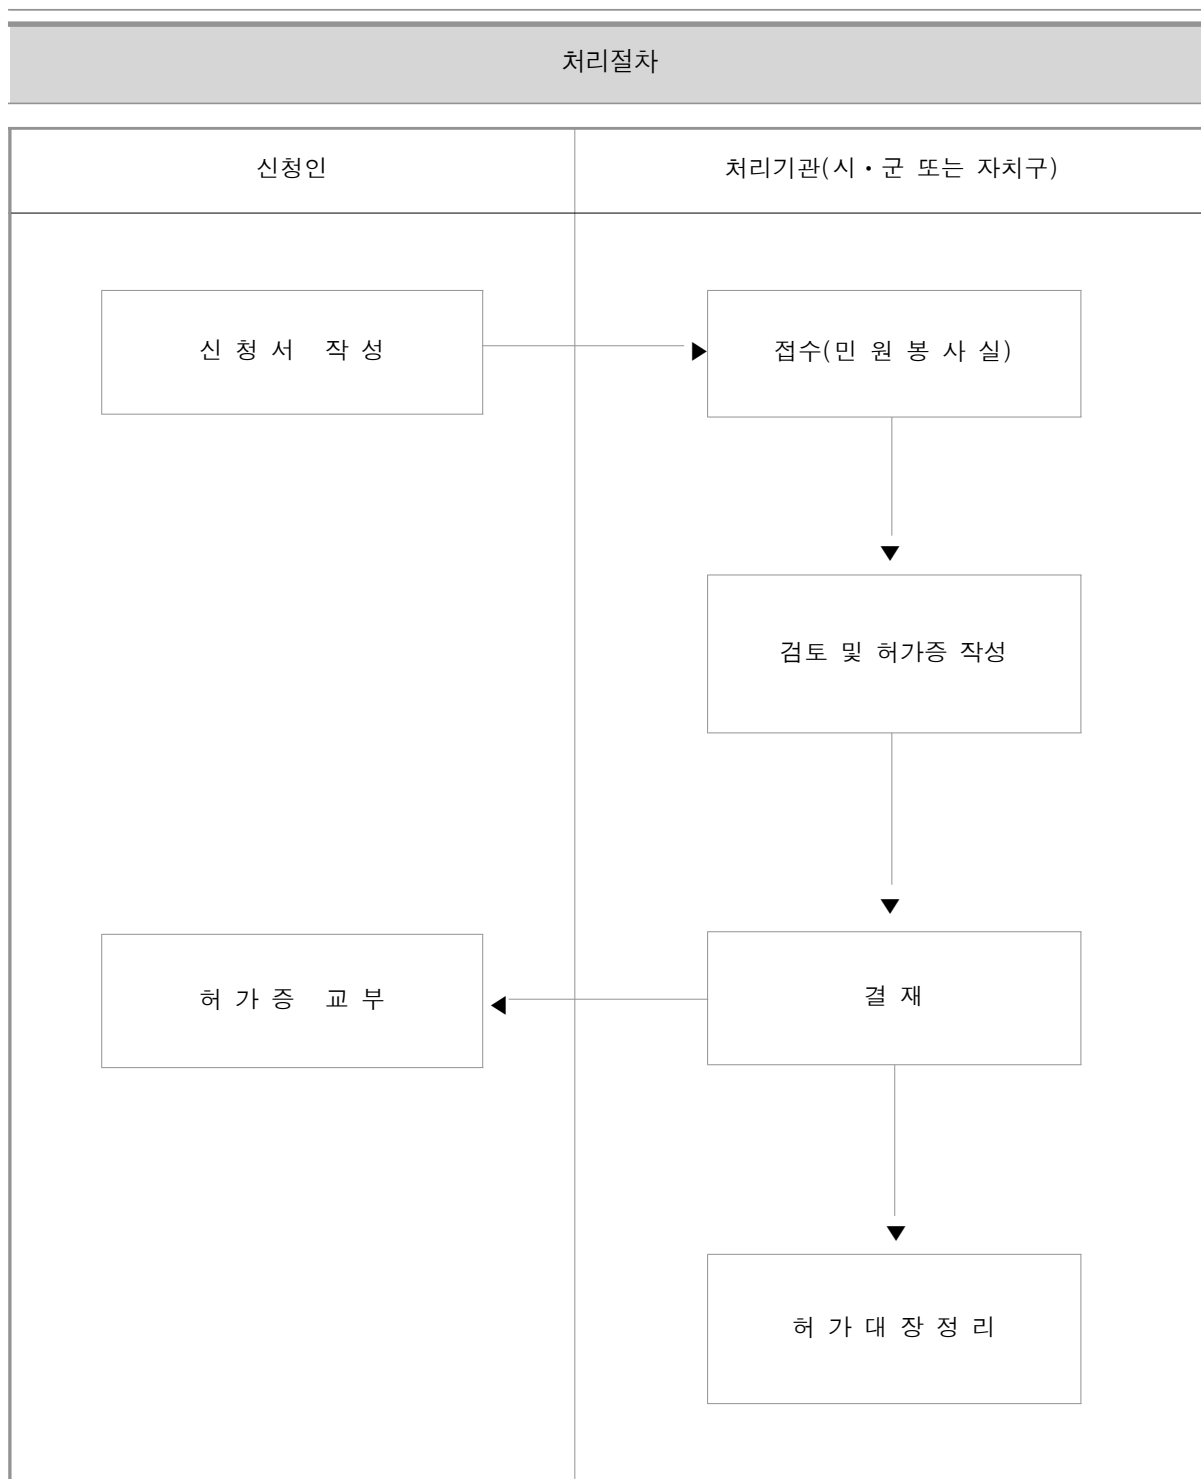 처리절차
신청인
처리기관(시・군 또는 자치구)
신 청 서 작 성
접수(민 원 봉 사 실)
검토 및 허가증 작성
허 가 증 교 부
결 재
허 가 대 장 정 리